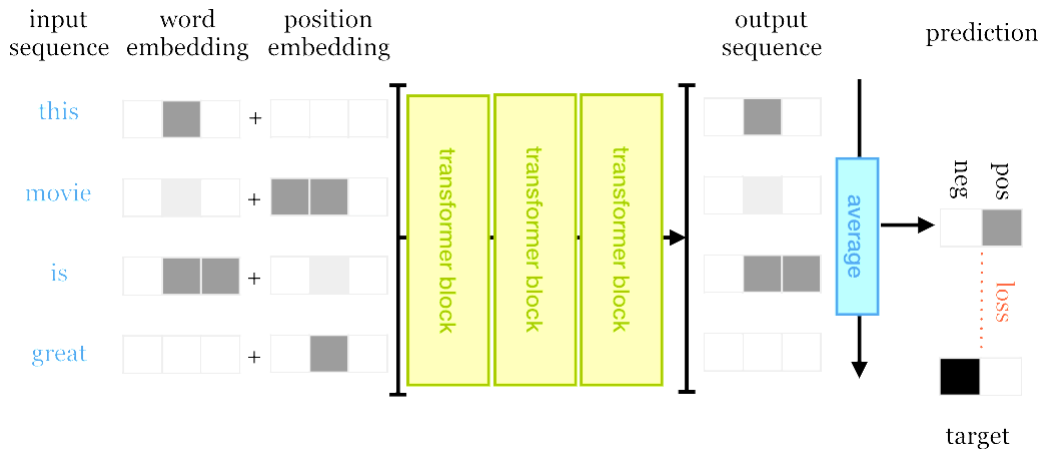 input
sequence
word
embedding
position
embedding
output
sequence
prediction
this
+
movie
+
is
+
great
+
transformer block
transformer block
transformer block
average
neg
pos
loss
target